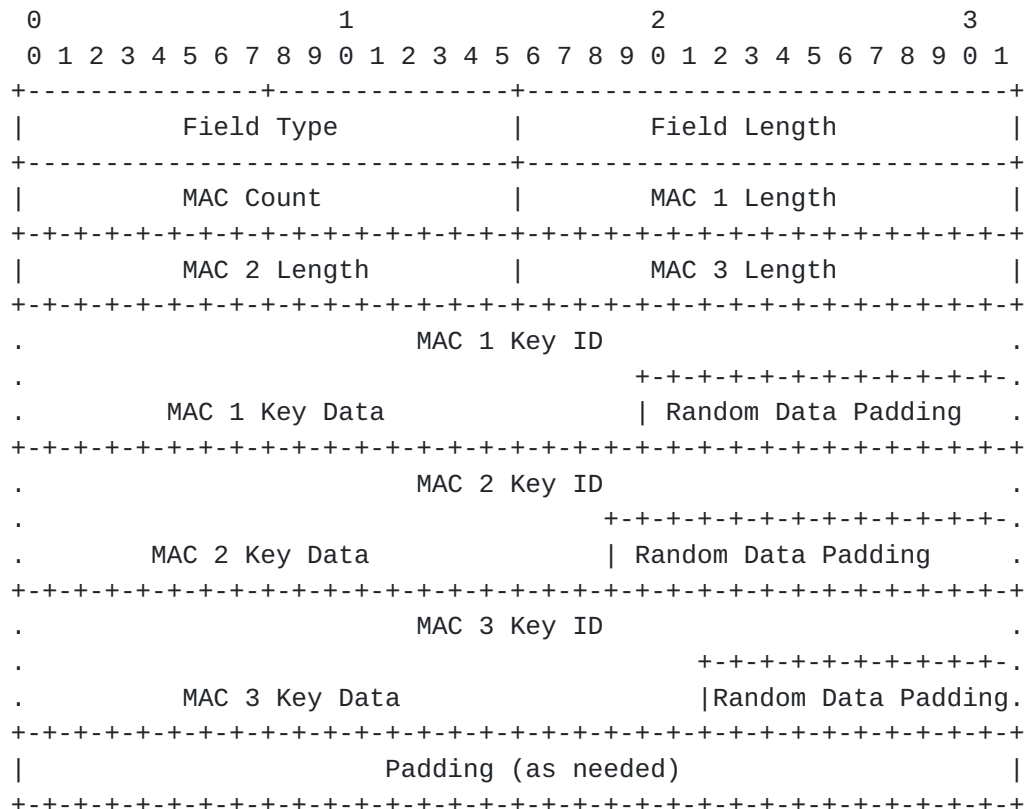 0                   1                   2                   3
 0 1 2 3 4 5 6 7 8 9 0 1 2 3 4 5 6 7 8 9 0 1 2 3 4 5 6 7 8 9 0 1
+---------------+---------------+-------------------------------+
|          Field Type           |        Field Length           |
+-------------------------------+-------------------------------+
|          MAC Count            |        MAC 1 Length           |
+-+-+-+-+-+-+-+-+-+-+-+-+-+-+-+-+-+-+-+-+-+-+-+-+-+-+-+-+-+-+-+-+
|          MAC 2 Length         |        MAC 3 Length           |
+-+-+-+-+-+-+-+-+-+-+-+-+-+-+-+-+-+-+-+-+-+-+-+-+-+-+-+-+-+-+-+-+
.                         MAC 1 Key ID                          .
.                                       +-+-+-+-+-+-+-+-+-+-+-+-.
.         MAC 1 Key Data                | Random Data Padding   .
+-+-+-+-+-+-+-+-+-+-+-+-+-+-+-+-+-+-+-+-+-+-+-+-+-+-+-+-+-+-+-+-+
.                         MAC 2 Key ID                          .
.                                     +-+-+-+-+-+-+-+-+-+-+-+-+-.
.        MAC 2 Key Data               | Random Data Padding     .
+-+-+-+-+-+-+-+-+-+-+-+-+-+-+-+-+-+-+-+-+-+-+-+-+-+-+-+-+-+-+-+-+
.                         MAC 3 Key ID                          .
.                                           +-+-+-+-+-+-+-+-+-+-.
.          MAC 3 Key Data                   |Random Data Padding.
+-+-+-+-+-+-+-+-+-+-+-+-+-+-+-+-+-+-+-+-+-+-+-+-+-+-+-+-+-+-+-+-+
|                       Padding (as needed)                     |
+-+-+-+-+-+-+-+-+-+-+-+-+-+-+-+-+-+-+-+-+-+-+-+-+-+-+-+-+-+-+-+-+